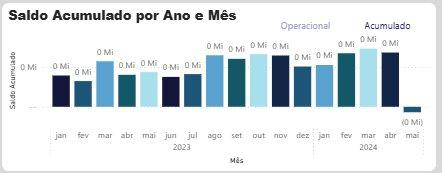 Saldo Acumulado por Ano e Mês
Operacional Acumulado
Saldo Acumulado
0 Mi
--
0 Mi 0 Mi 0 Mi 0 Mi 0 Mi 0 Mi 0 Mi 0 Mi 0 Mi 0 Mi 0 Mi 0 Mi 0 Mi 0 Mi 0 Mi 0 Mi (0 Mi)
jan fev mar abr mai jun jul ago set out nov dez jan fev mar abr mai
2023 2024
Mês